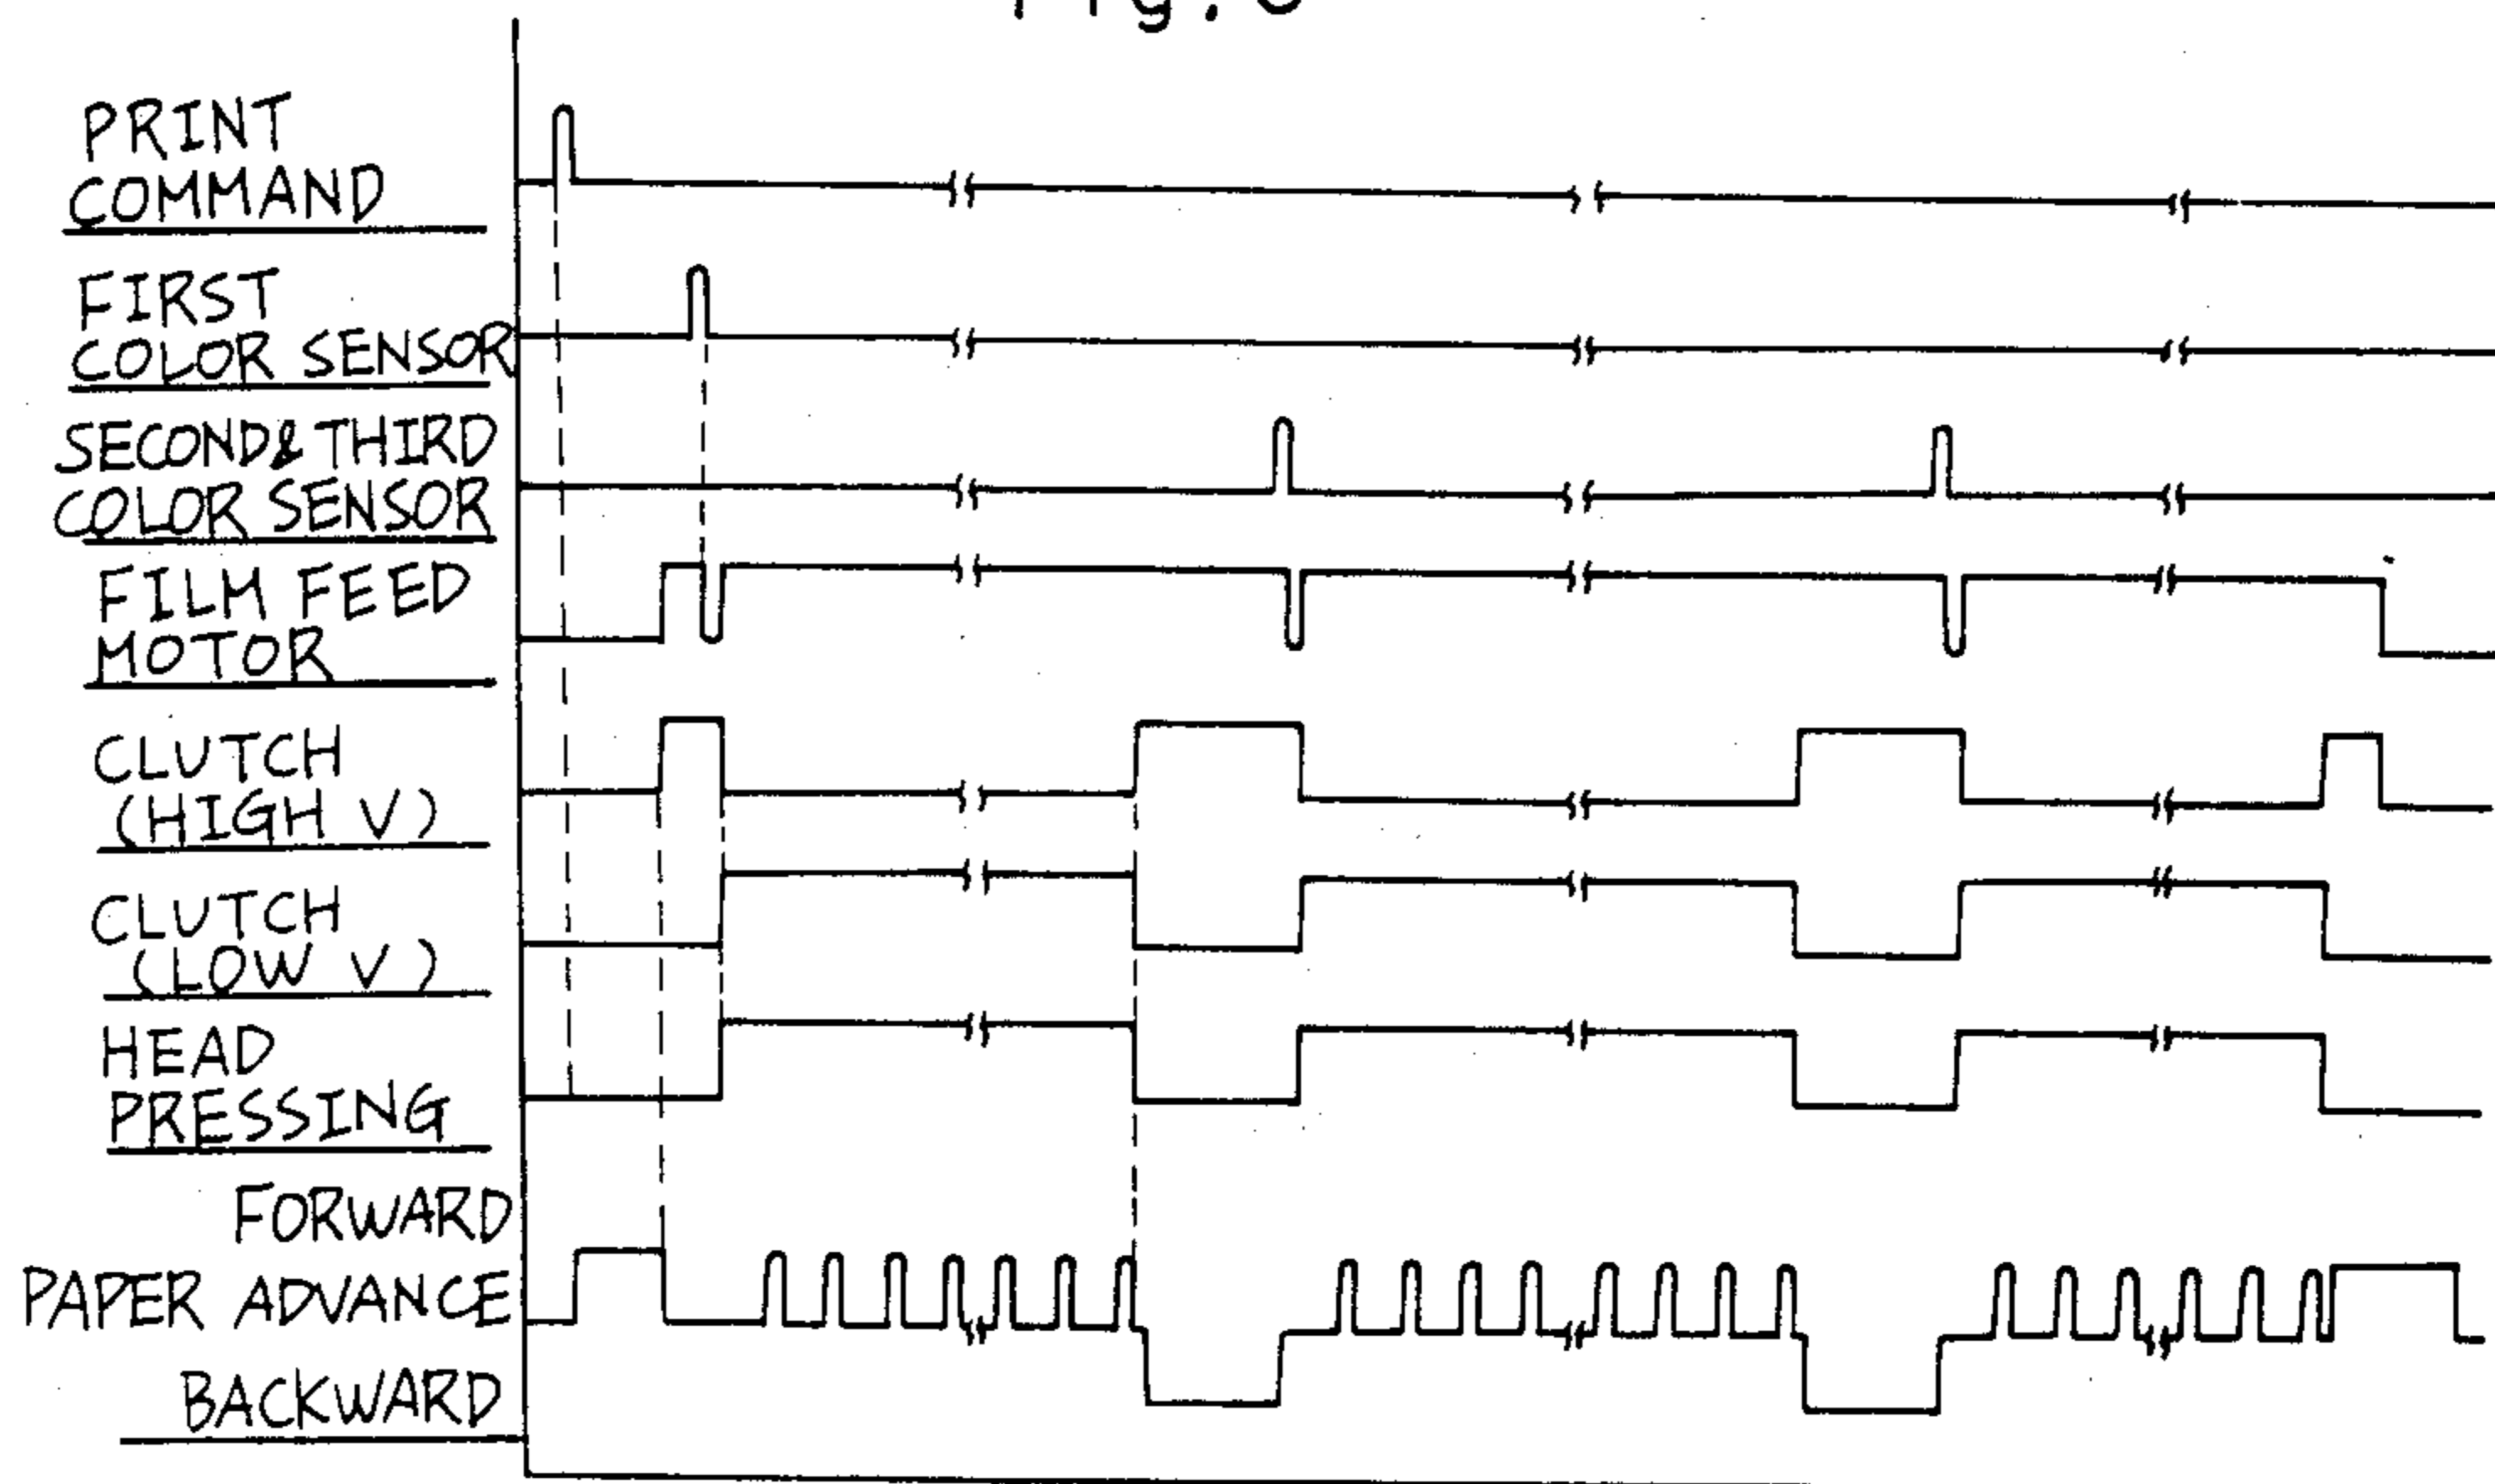 PRINT
COMMAND
FIRST
COLOR SENSOR
SECOND & THIRD
COLOR SENSOR
FILM FEED
MOTOR
CLUTCH
(HIGH V)
CLUTCH
(LOW V)
HEAD
PRESSING
FORWARD
PAPER ADVANCE
BACKWARD